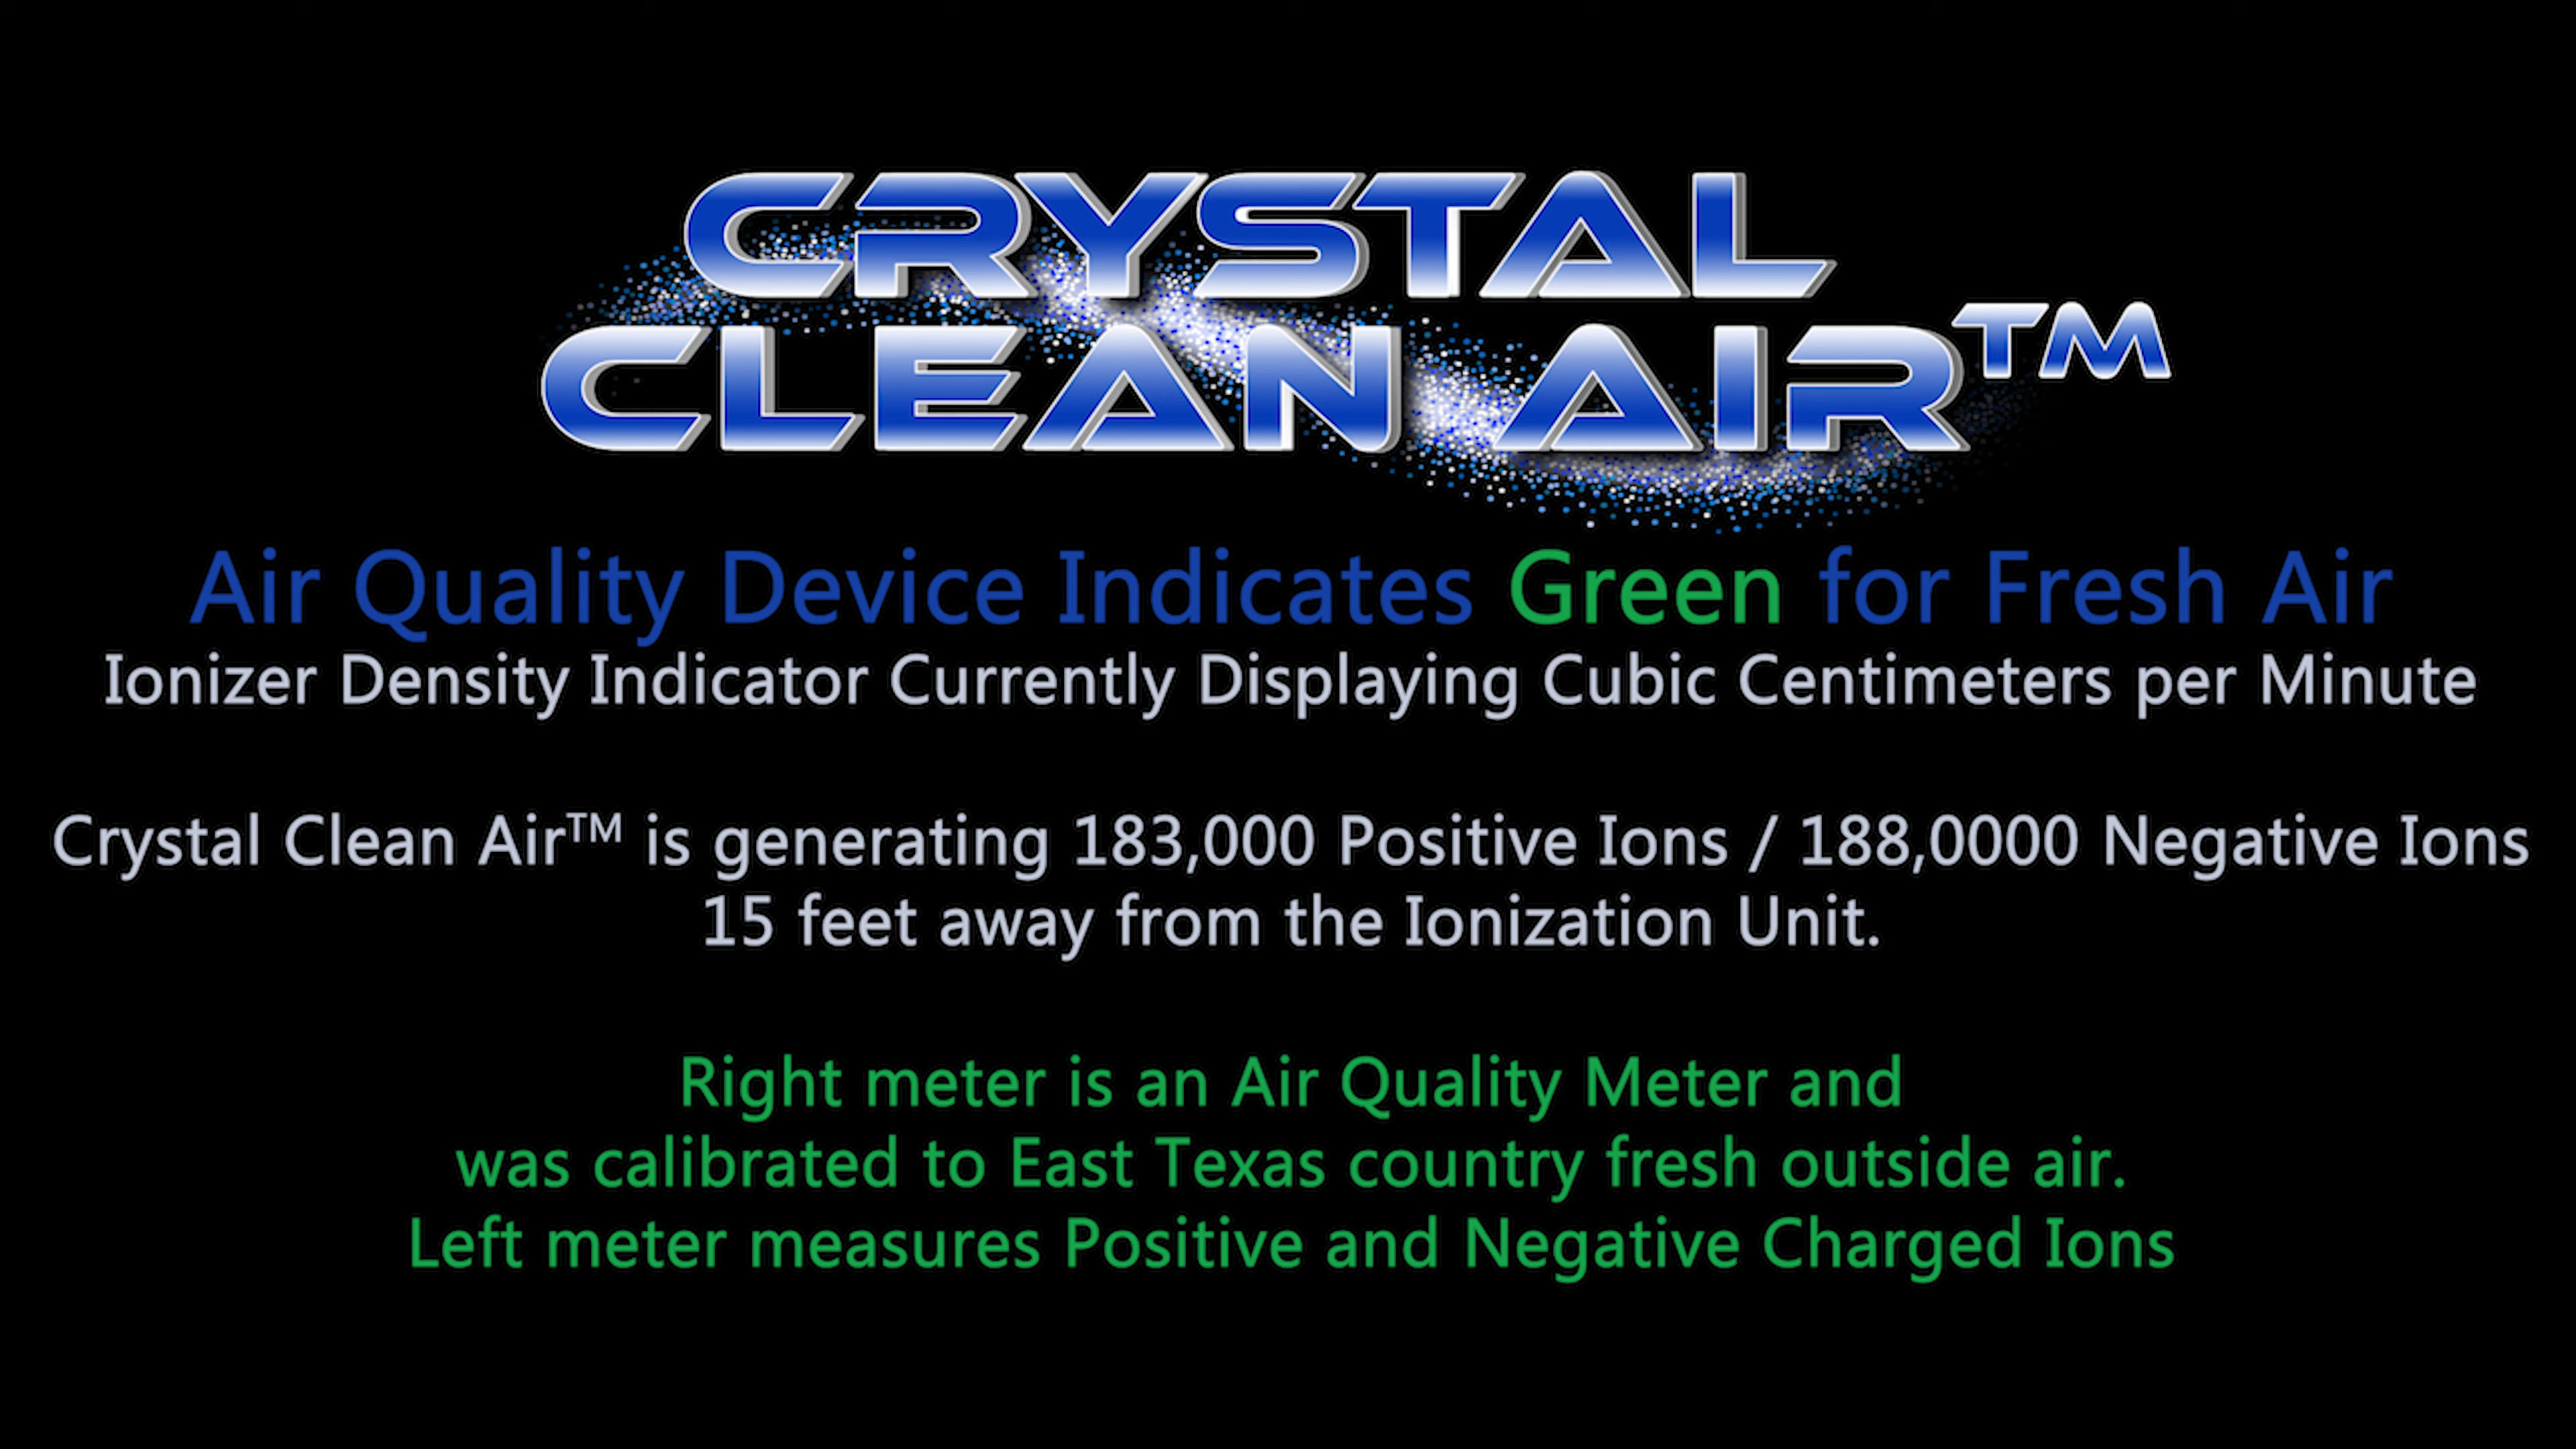 CRYSTAL
CLEAN AIR™
Air Quality Device Indicates Green for Fresh Air
Ionizer Density Indicator Currently Displaying Cubic Centimeters per Minute
Crystal Clean Air™ is generating 183,000 Positive Ions / 188,0000 Negative Ions
15 feet away from the Ionization Unit.
Right meter is an Air Quality Meter and
was calibrated to East Texas country fresh outside air.
Left meter measures Positive and Negative Charged Ions